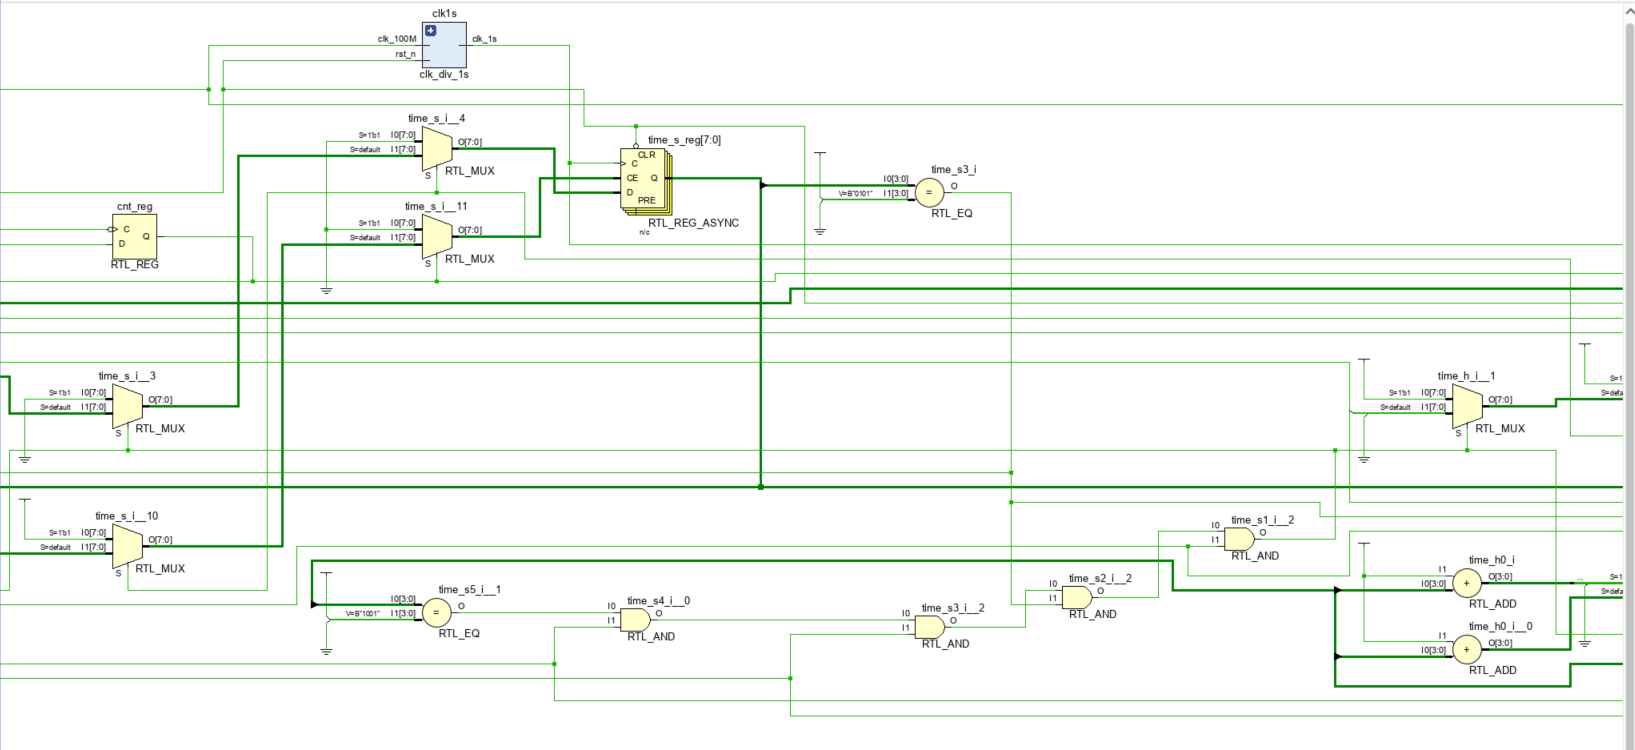 clk1s
clk_100M
clk_1s
rst_n
clk_div_1s
time_s_i__4
S=1'b1 I0[7:0]
S=default I1[7:0]
O[7:0]
S
RTL_MUX
time_s_reg[7:0]
CLR
C
CE
Q
D
PRE
RTL_REG_ASYNC
n/c
time_s3_i
I0[3:0]
V=B"0101" I1[3:0]
=
O
RTL_EQ
cnt_reg
C
D
Q
RTL_REG
time_s_i__11
S=1'b1 I0[7:0]
S=default I1[7:0]
O[7:0]
S
RTL_MUX
time_s_i__3
S=1'b1 I0[7:0]
S=default I1[7:0]
O[7:0]
S
RTL_MUX
time_h_i__1
S=1'b1 I0[7:0]
S=default I1[7:0]
O[7:0]
S
RTL_MUX
S=1
S=defa
time_s_i__10
S=1'b1 I0[7:0]
S=default I1[7:0]
O[7:0]
S
RTL_MUX
time_s1_i__2
I0
I1
O
RTL_AND
time_s5_i__1
I0[3:0]
V=B"1001" I1[3:0]
=
O
RTL_EQ
time_s4_i__0
I0
I1
O
RTL_AND
time_s3_i__2
I0
I1
O
RTL_AND
time_s2_i__2
I0
I1
O
RTL_AND
time_h0_i
I1
I0[3:0]
+
O[3:0]
RTL_ADD
...
S=1
S=defa
time_h0_i__0
I1
I0[3:0]
+
O[3:0]
RTL_ADD